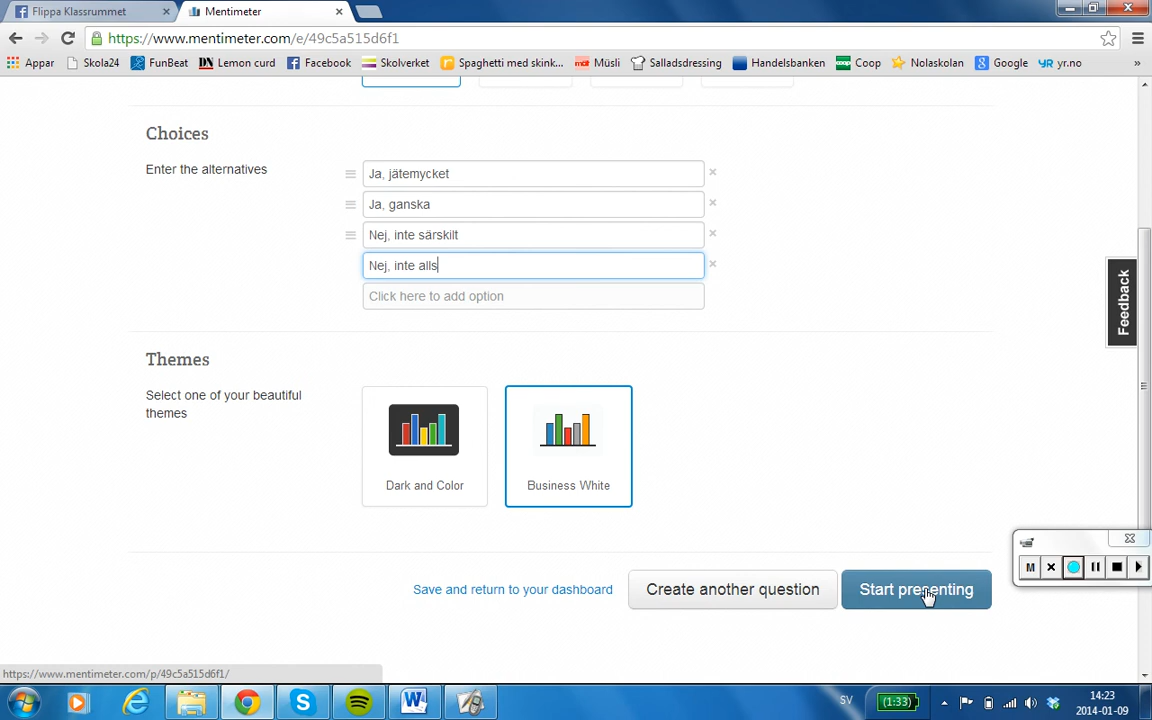 Flippa Klassrummet
Mentimeter
https://www.mentimeter.com/e/49c5a515d6f1
Appar
Skola24
FunBeat
DN Lemon curd
Facebook
Skolverket
Spaghetti med skink...
mat Müsli
Salladsdressing
Handelsbanken
coop Coop
Nolaskolan
Google
YR yr.no
»
Choices
Enter the alternatives
Ja, jätemycket
Ja, ganska
Nej, inte särskilt
Nej, inte alls
Click here to add option
Feedback
Themes
Select one of your beautiful
themes
Dark and Color
Business White
M
Save and return to your dashboard
Create another question
Start presenting
https://www.mentimeter.com/p/49c5a515d6f1/
SV
(1:33)
14:23
2014-01-09